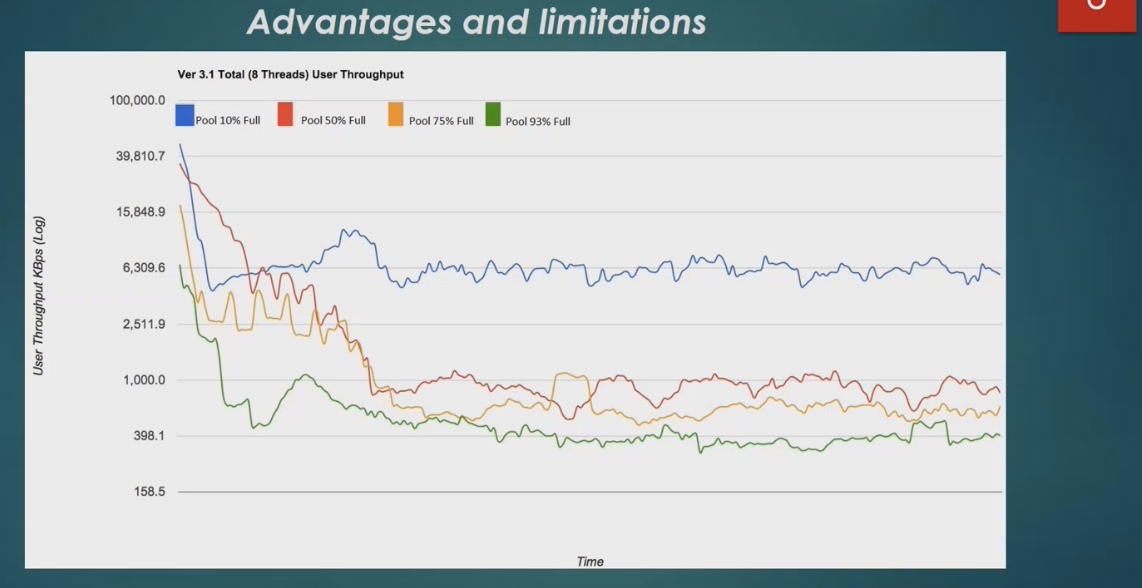 Advantages and limitations
Ver 3.1 Total (8 Threads) User Throughput
Pool 10% Full
Pool 50% Full
Pool 75% Full
Pool 93% Full
User Throughput KBps (Log)
100,000.0
39,810.7
15,848.9
6,309.6
2,511.9
1,000.0
398.1
158.5
Time